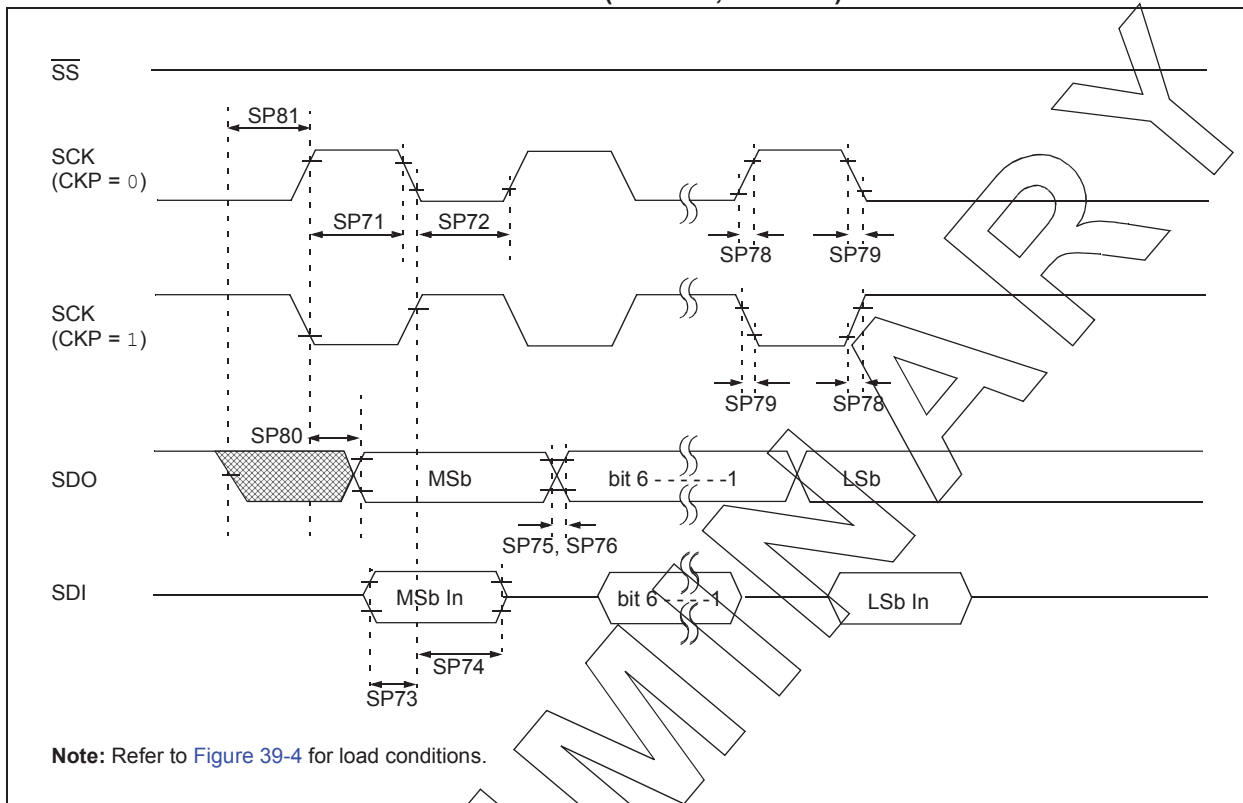 SS
SP81
SCK
(CKP = 0)
SP71 SP72
SP78 SP79
SCK
(CKP = 1)
SP79 SP78
SP80
SDO MSb bit 6 - - - - - -1 LSb
SP75, SP76
SDI MSb In bit 6 - - - -1 LSb In
SP74
SP73
Note: Refer to Figure 39-4 for load conditions.
MINARY